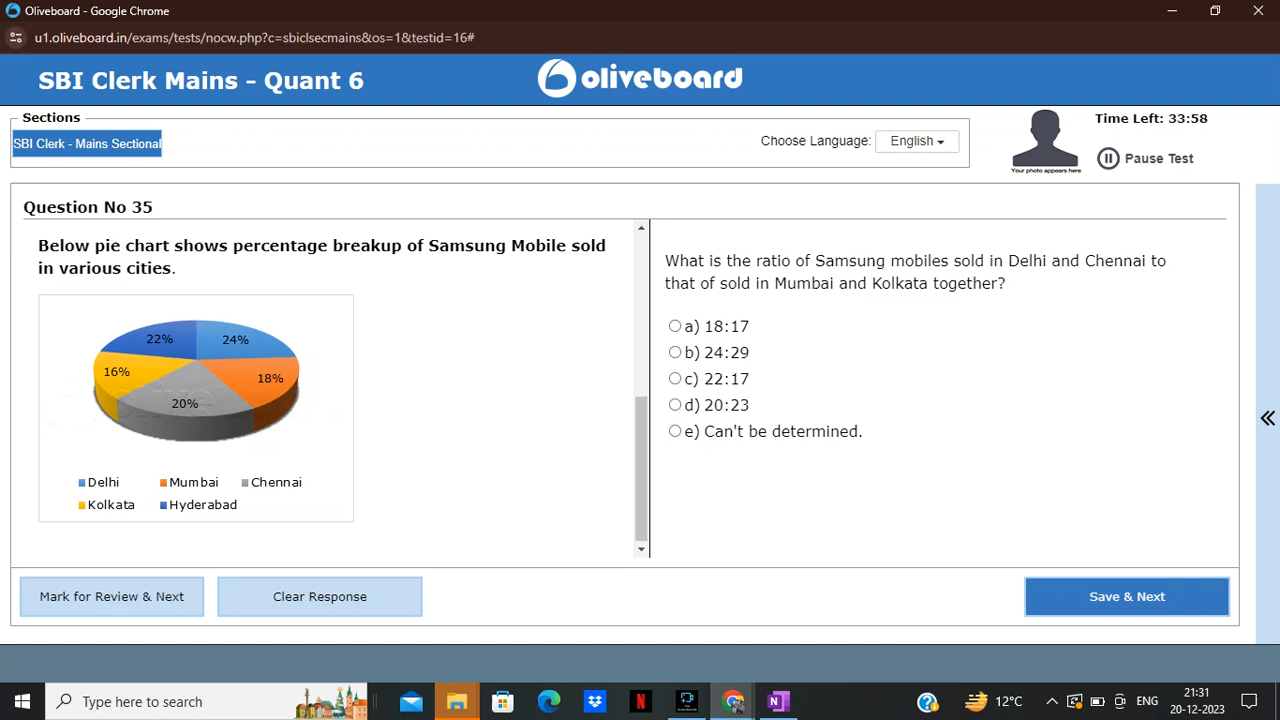 Oliveboard - Google Chrome
u1.oliveboard.in/exams/tests/nocw.php?c=sbiclsecmains&os=1&testid=16#
SBI Clerk Mains - Quant 6
oliveboard
Sections
SBI Clerk - Mains Sectional
Choose Language:
English
Your photo appears here
Time Left: 33:58
Pause Test
Question No 35
Below pie chart shows percentage breakup of Samsung Mobile sold
in various cities.
22%
24%
16%
18%
20%
Delhi
Mumbai
Chennai
Kolkata
Hyderabad
What is the ratio of Samsung mobiles sold in Delhi and Chennai to
that of sold in Mumbai and Kolkata together?
a) 18:17
b) 24:29
c) 22:17
d) 20:23
e) Can't be determined.
Mark for Review & Next
Clear Response
Save & Next
Type here to search
12°C
ENG
21:31
20-12-2023